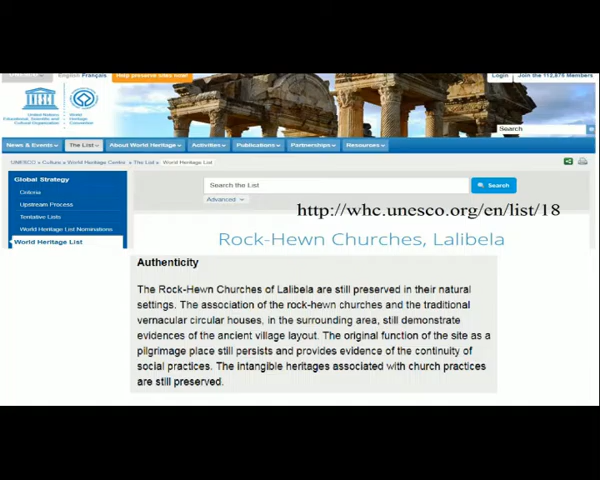 English Français
Help preserve sites now!
Login
Join the 112,875 Members
United Nations
Educational, Scientific and
Cultural Organization
World
Heritage
Convention
Search
News & Events
The List
About World Heritage
Activities
Publications
Partnerships
Resources
UNESCO » Culture » World Heritage Centre » The List » World Heritage List
Global Strategy
Criteria
Upstream Process
Tentative Lists
World Heritage List Nominations
World Heritage List
Search the List
Search
Advanced
http://whc.unesco.org/en/list/18
Rock-Hewn Churches, Lalibela
Authenticity
The Rock-Hewn Churches of Lalibela are still preserved in their natural
settings. The association of the rock-hewn churches and the traditional
vernacular circular houses, in the surrounding area, still demonstrate
evidences of the ancient village layout. The original function of the site as a
pilgrimage place still persists and provides evidence of the continuity of
social practices. The intangible heritages associated with church practices
are still preserved.